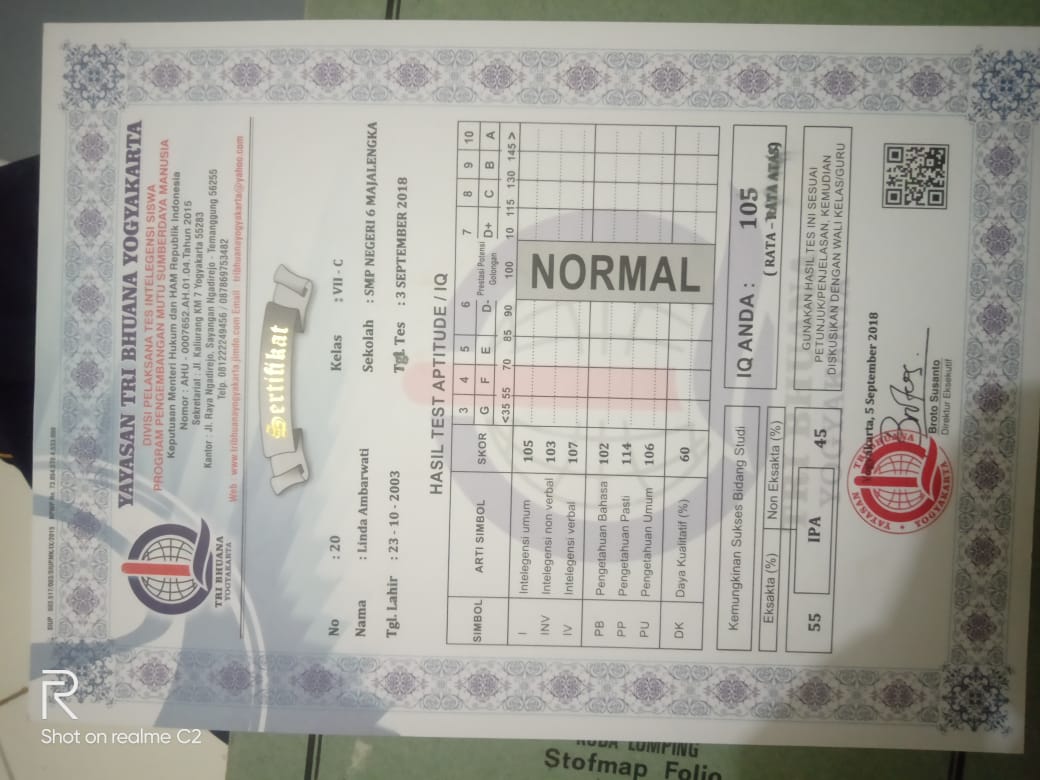 YAYASAN TRI BHUANA YOGYAKARTA
DIVISI PELAKSANA TES INTELEGENSI SISWA
PROGRAM PENGEMBANGAN MUTU SUMBERDAYA MANUSIA
Keputusan Menteri Hukum dan HAM Republik Indonesia
Nomor : AHU - 0007652.AH.01.04.Tahun 2015
Sekretariat : Jl. Kaliurang KM 7 Yogyakarta 55283
Kantor : Jl. Raya Ngadirejo, Sayangan Ngadirejo - Temanggung 56255
Telp. 081222249456 / 087869753482
Web : www.tribhuanayogyakarta.jimdo.com Email : tribhuanayogyakarta@yahoo.com
TRI BHUANA
YOGYAKARTA
Sertifikat
No : 20 Kelas : VII - C
Nama : Linda Ambarwati Sekolah : SMP NEGERI 6 MAJALENGKA
Tgl. Lahir : 23 - 10 - 2003 Tgl. Tes : 3 SEPTEMBER 2018
HASIL TEST APTITUDE / IQ
SIMBOL ARTI SIMBOL SKOR 3 4 5 6 7 8 9 10
Prestasi Potensi
Golongan
G F E D- D+ C B A
<35 55 70 85 90 100 10 115 130 145 >
I Intelegensi umum 105
INV Intelegensi non verbal 103
IV Intelegensi verbal 107
PB Pengetahuan Bahasa 102
PP Pengetahuan Pasti 114
PU Pengetahuan Umum 106
DK Daya Kualitatif (%) 60
NORMAL
Kemungkinan Sukses Bidang Studi
Eksakta (%) Non Eksakta (%)
55 IPA 45
IQ ANDA : 105
( RATA - RATA ATAS)
GUNAKAN HASIL TES INI SESUAI
PETUNJUK/PENJELASAN, KEMUDIAN
DISKUSIKAN DENGAN WALI KELAS/GURU
Yogyakarta, 5 September 2018
YAYASAN TRI BHUANA YOGYAKARTA
Broto Susanto
Direktur Eksekutif
KUDA LUMPING
Stofmap Folio
R
Shot on realme C2